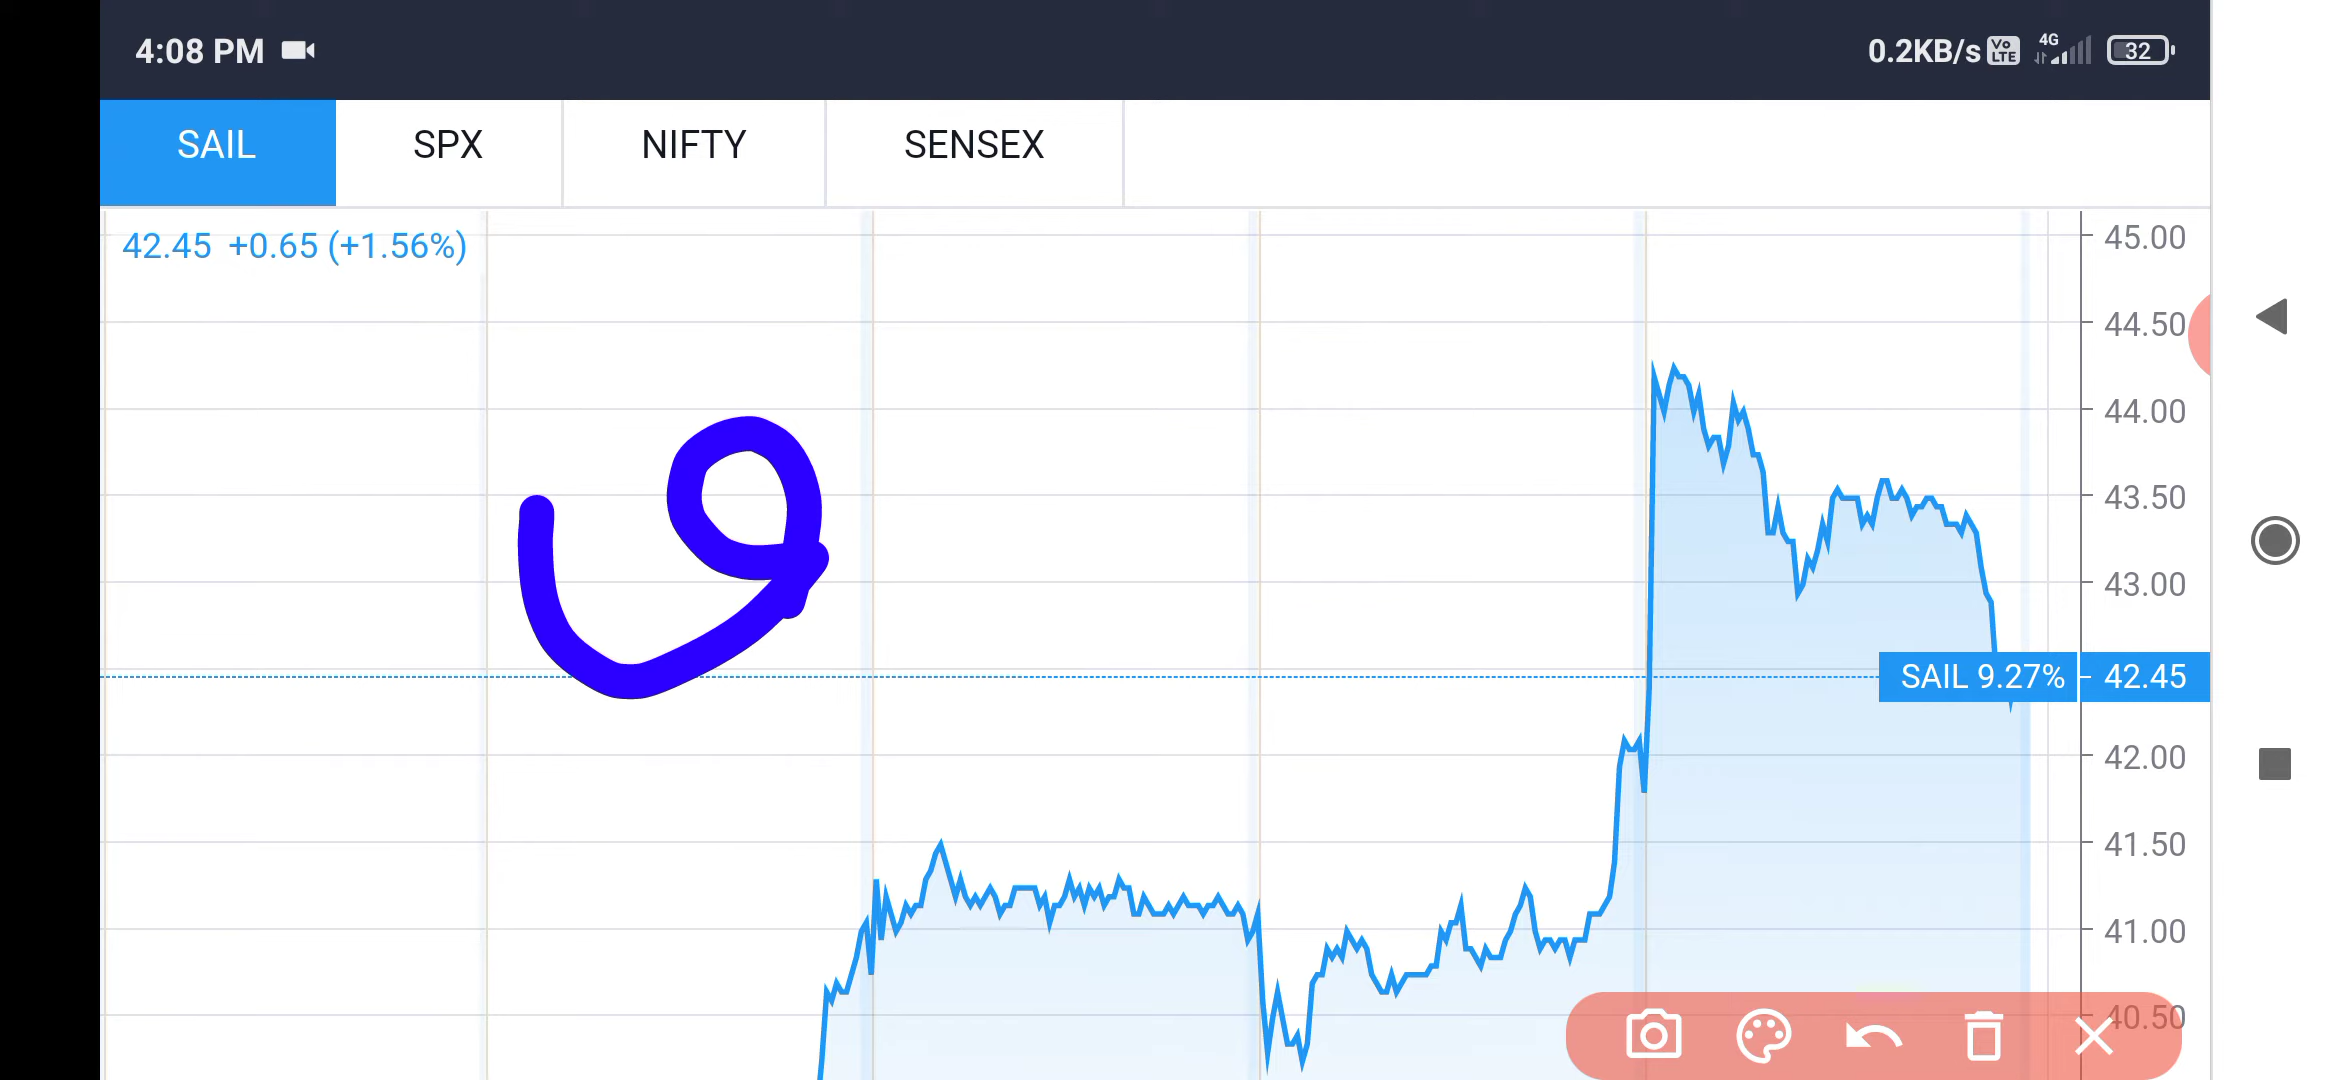 4:08 PM 0.2KB/s Vo LTE 4G 32
SAIL SPX NIFTY SENSEX
42.45 +0.65 (+1.56%)
45.00
44.50
44.00
43.50
43.00
SAIL 9.27% 42.45
42.00
41.50
41.00
40.50